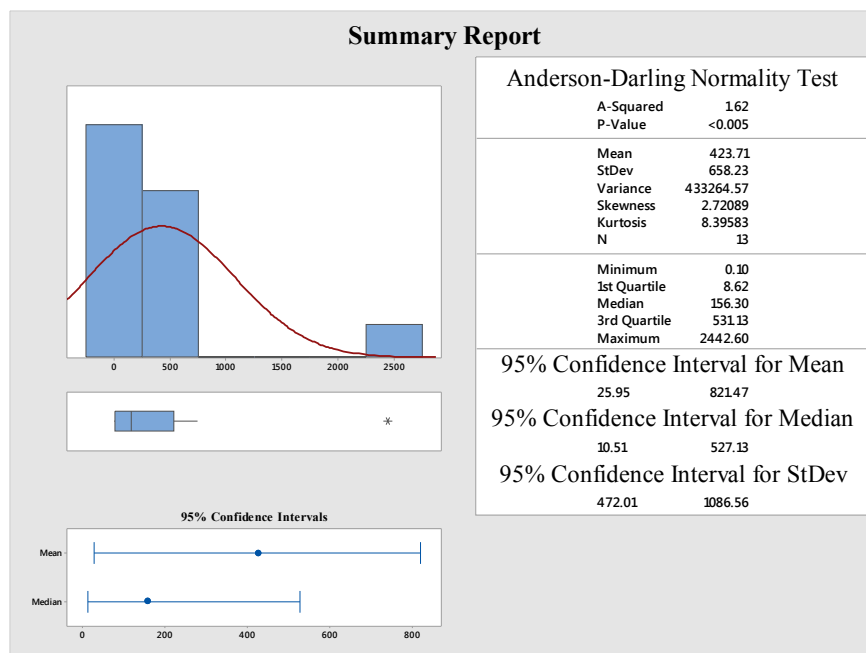 Summary Report
0 500 1000 1500 2000 2500
95% Confidence Intervals
Mean
Median
0 200 400 600 800
Anderson-Darling Normality Test
A-Squared 1.62
P-Value <0.005
Mean 423.71
StDev 658.23
Variance 433264.57
Skewness 2.72089
Kurtosis 8.39583
N 13
Minimum 0.10
1st Quartile 8.62
Median 156.30
3rd Quartile 531.13
Maximum 2442.60
95% Confidence Interval for Mean
25.95 821.47
95% Confidence Interval for Median
10.51 527.13
95% Confidence Interval for StDev
472.01 1086.56